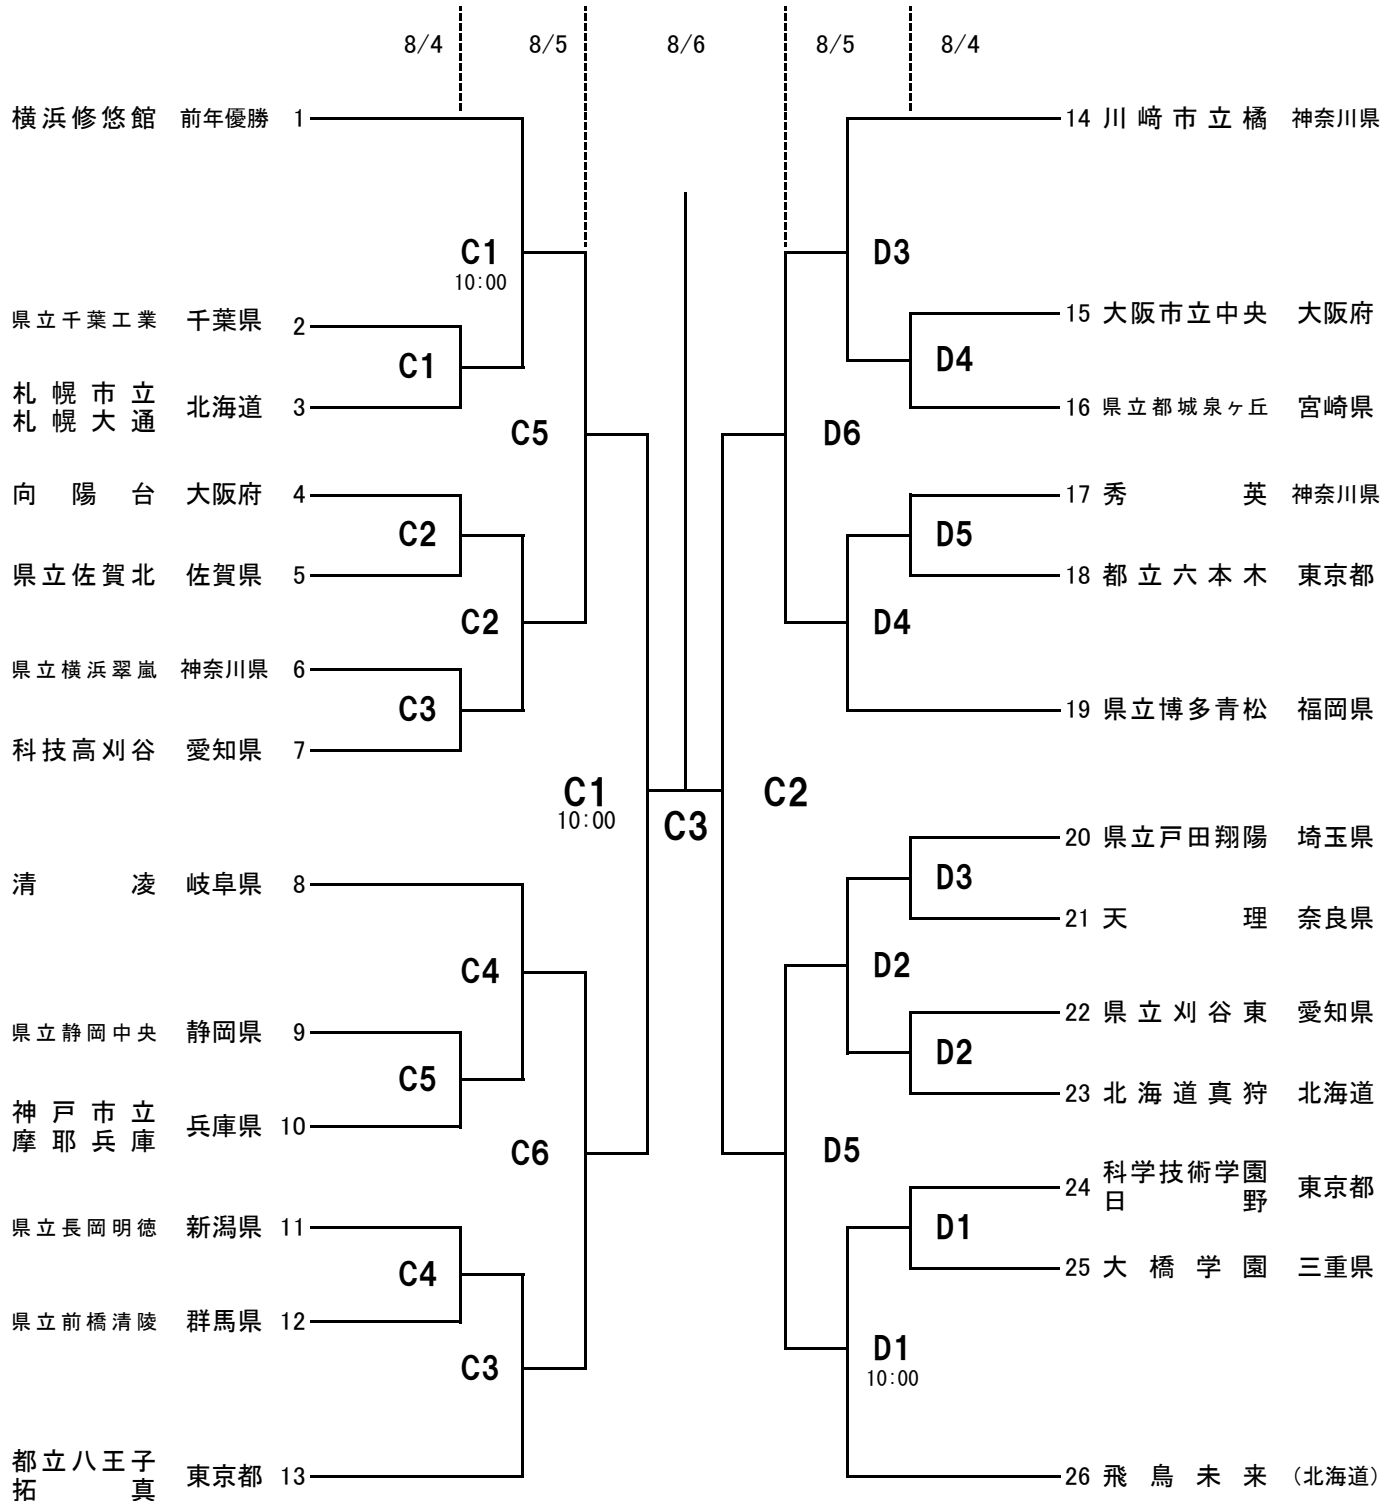 8/4 8/5 8/6 8/5 8/4
横浜修悠館 前年優勝 1
C1
10:00
県立千葉工業 千葉県 2
C1
札幌市立
札幌大通 北海道 3
C5
向陽台 大阪府 4
C2
県立佐賀北 佐賀県 5
C2
県立横浜翠嵐 神奈川県 6
C3
科技高刈谷 愛知県 7
C1
10:00
清凌 岐阜県 8
C4
県立静岡中央 静岡県 9
C5
神戸市立
摩耶兵庫 兵庫県 10
C6
県立長岡明徳 新潟県 11
C4
県立前橋清陵 群馬県 12
C3
都立八王子
拓真 東京都 13
C3
14 川﨑市立橘 神奈川県
D3
15 大阪市立中央 大阪府
D4
16 県立都城泉ヶ丘 宮崎県
D6
17 秀英 神奈川県
D5
18 都立六本木 東京都
D4
19 県立博多青松 福岡県
C2
20 県立戸田翔陽 埼玉県
D3
21 天理 奈良県
D2
22 県立刈谷東 愛知県
D2
23 北海道真狩 北海道
D5
24 科学技術学園
日野 東京都
D1
25 大橋学園 三重県
D1
10:00
26 飛鳥未来 (北海道)